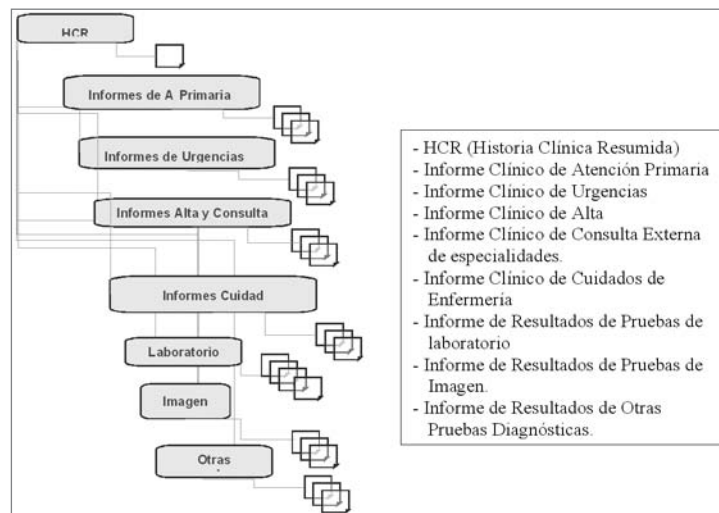 HCR
Informes de A Primaria
Informes de Urgencias
Informes Alta y Consulta
Informes Cuidad
Laboratorio
Imagen
Otras
- HCR (Historia Clínica Resumida)
- Informe Clínico de Atención Primaria
- Informe Clínico de Urgencias
- Informe Clínico de Alta
- Informe Clínico de Consulta Externa
de especialidades.
- Informe Clínico de Cuidados de
Enfermería
- Informe de Resultados de Pruebas de
laboratorio
- Informe de Resultados de Pruebas de
Imagen.
- Informe de Resultados de Otras
Pruebas Diagnósticas.